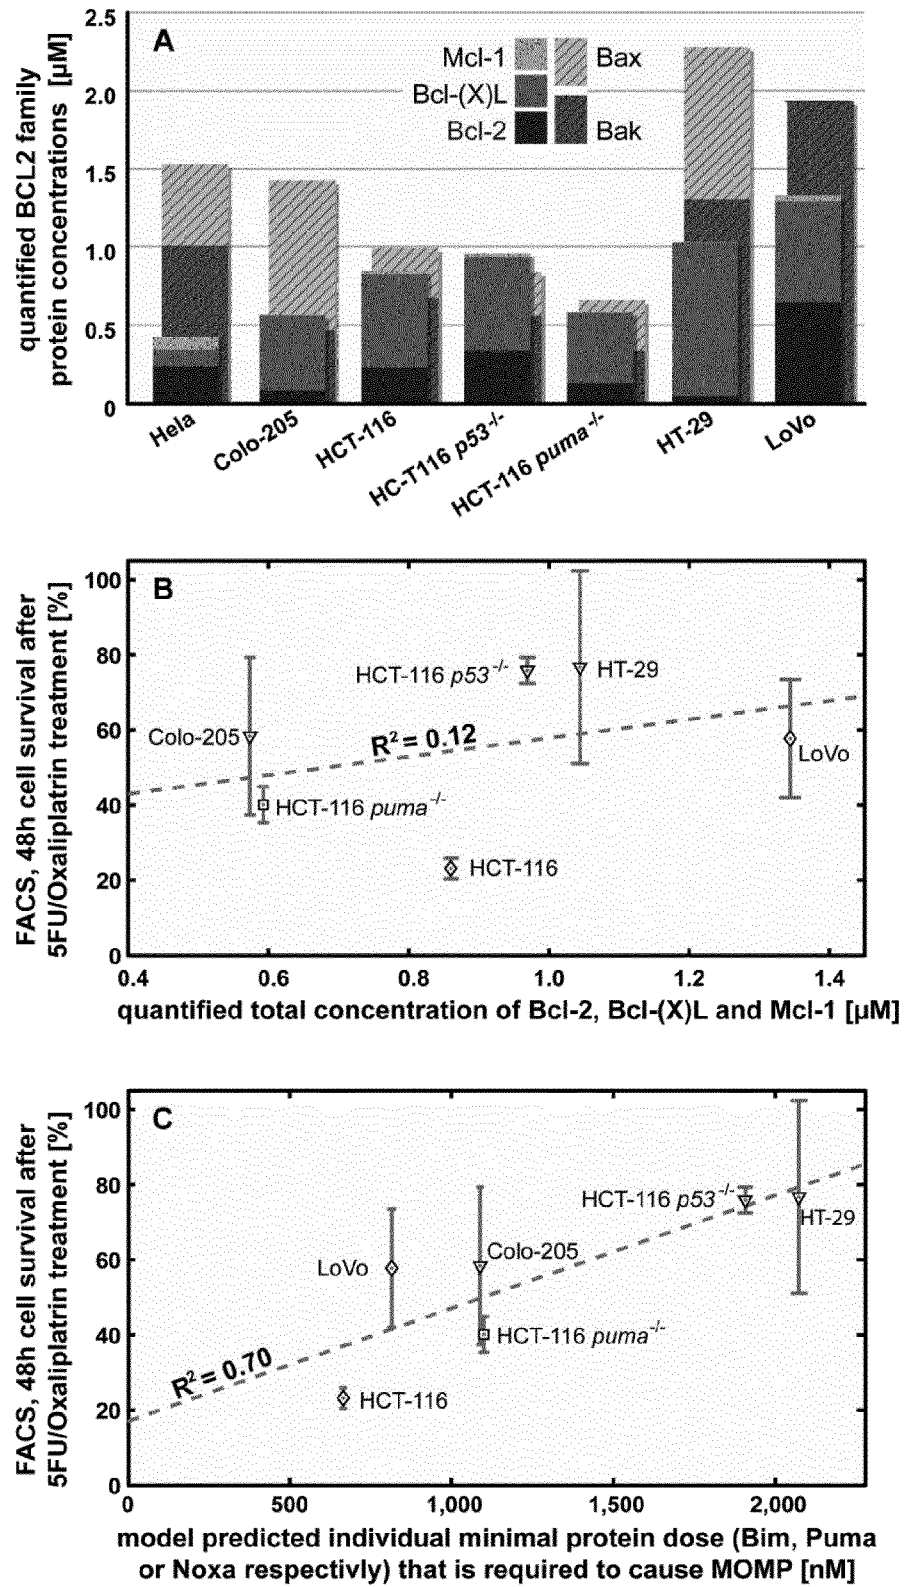 A
2.5
2.0
1.5
1.0
0.5
0
quantified BCL2 family
protein concentrations [µM]
Mcl-1
Bcl-(X)L
Bcl-2
Bax
Bak
Hela
Colo-205
HCT-116
HC-T116 p53-/-
HCT-116 puma-/-
HT-29
LoVo
B
100
80
60
40
20
0
FACS, 48h cell survival after
5FU/Oxaliplatrin treatment [%]
HCT-116 p53-/-
HT-29
Colo-205
R2 = 0.12
LoVo
HCT-116 puma-/-
HCT-116
0.4 0.6 0.8 1.0 1.2 1.4
quantified total concentration of Bcl-2, Bcl-(X)L and Mcl-1 [µM]
C
100
80
60
40
20
0
FACS, 48h cell survival after
5FU/Oxaliplatrin treatment [%]
HCT-116 p53-/-
HT-29
LoVo
Colo-205
HCT-116 puma-/-
R2 = 0.70
HCT-116
0 500 1,000 1,500 2,000
model predicted individual minimal protein dose (Bim, Puma
or Noxa respectivly) that is required to cause MOMP [nM]